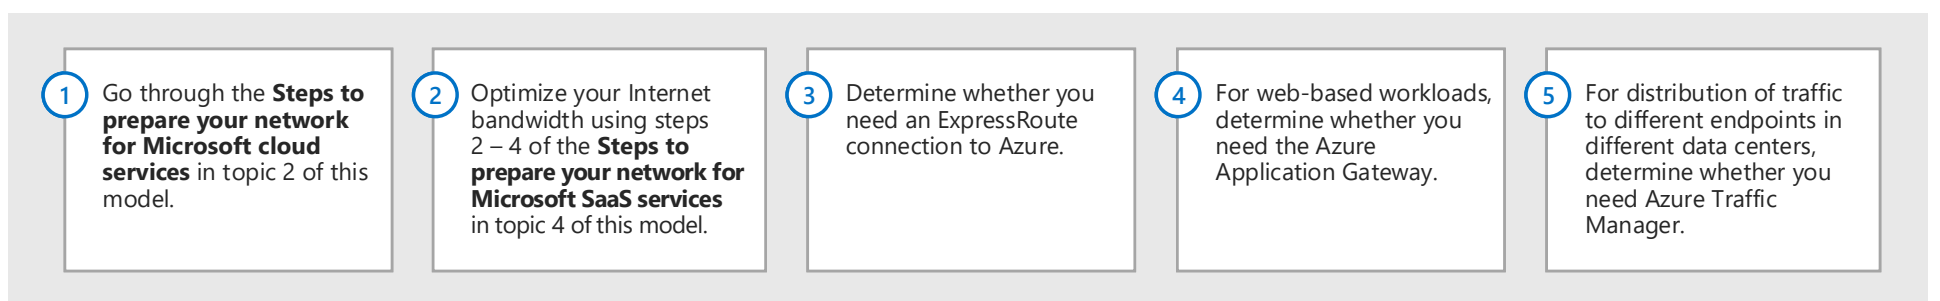 1
Go through the Steps to
prepare your network
for Microsoft cloud
services in topic 2 of this
model.
2
Optimize your Internet
bandwidth using steps
2 – 4 of the Steps to
prepare your network for
Microsoft SaaS services
in topic 4 of this model.
3
Determine whether you
need an ExpressRoute
connection to Azure.
4
For web-based workloads,
determine whether you
need the Azure
Application Gateway.
5
For distribution of traffic
to different endpoints in
different data centers,
determine whether you
need Azure Traffic
Manager.